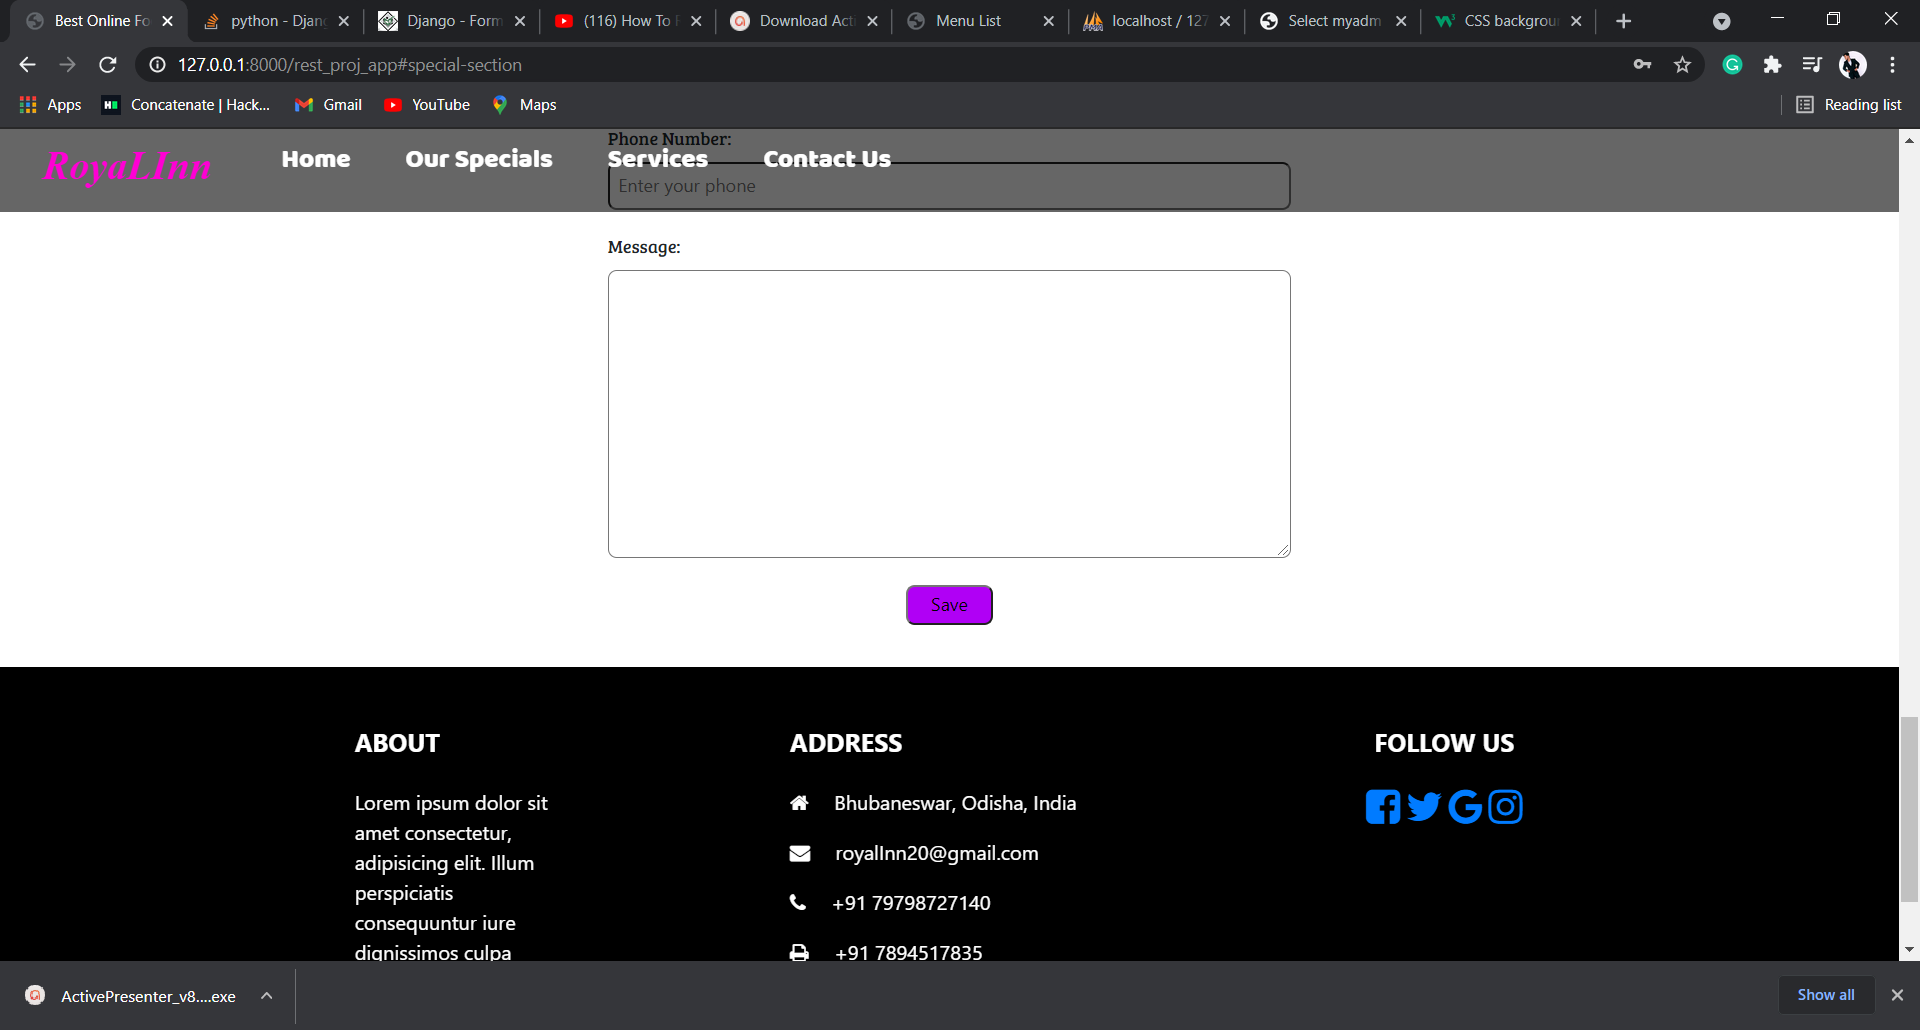 Best Online Fo
python - Djan
Django - Form
(116) How To F
Download Acti
Menu List
localhost / 127
Select myadm
CSS backgroun
127.0.0.1:8000/rest_proj_app#special-section
Apps
Concatenate | Hack...
Gmail
YouTube
Maps
Reading list
Phone Number:
RoyaLInn
Home
Our Specials
Services
Contact Us
Enter your phone
Message:
Save
ABOUT
Lorem ipsum dolor sit
amet consectetur,
adipisicing elit. Illum
perspiciatis
consequuntur iure
dignissimos culpa
ADDRESS
Bhubaneswar, Odisha, India
royalInn20@gmail.com
+91 79798727140
+91 7894517835
FOLLOW US
ActivePresenter_v8....exe
Show all